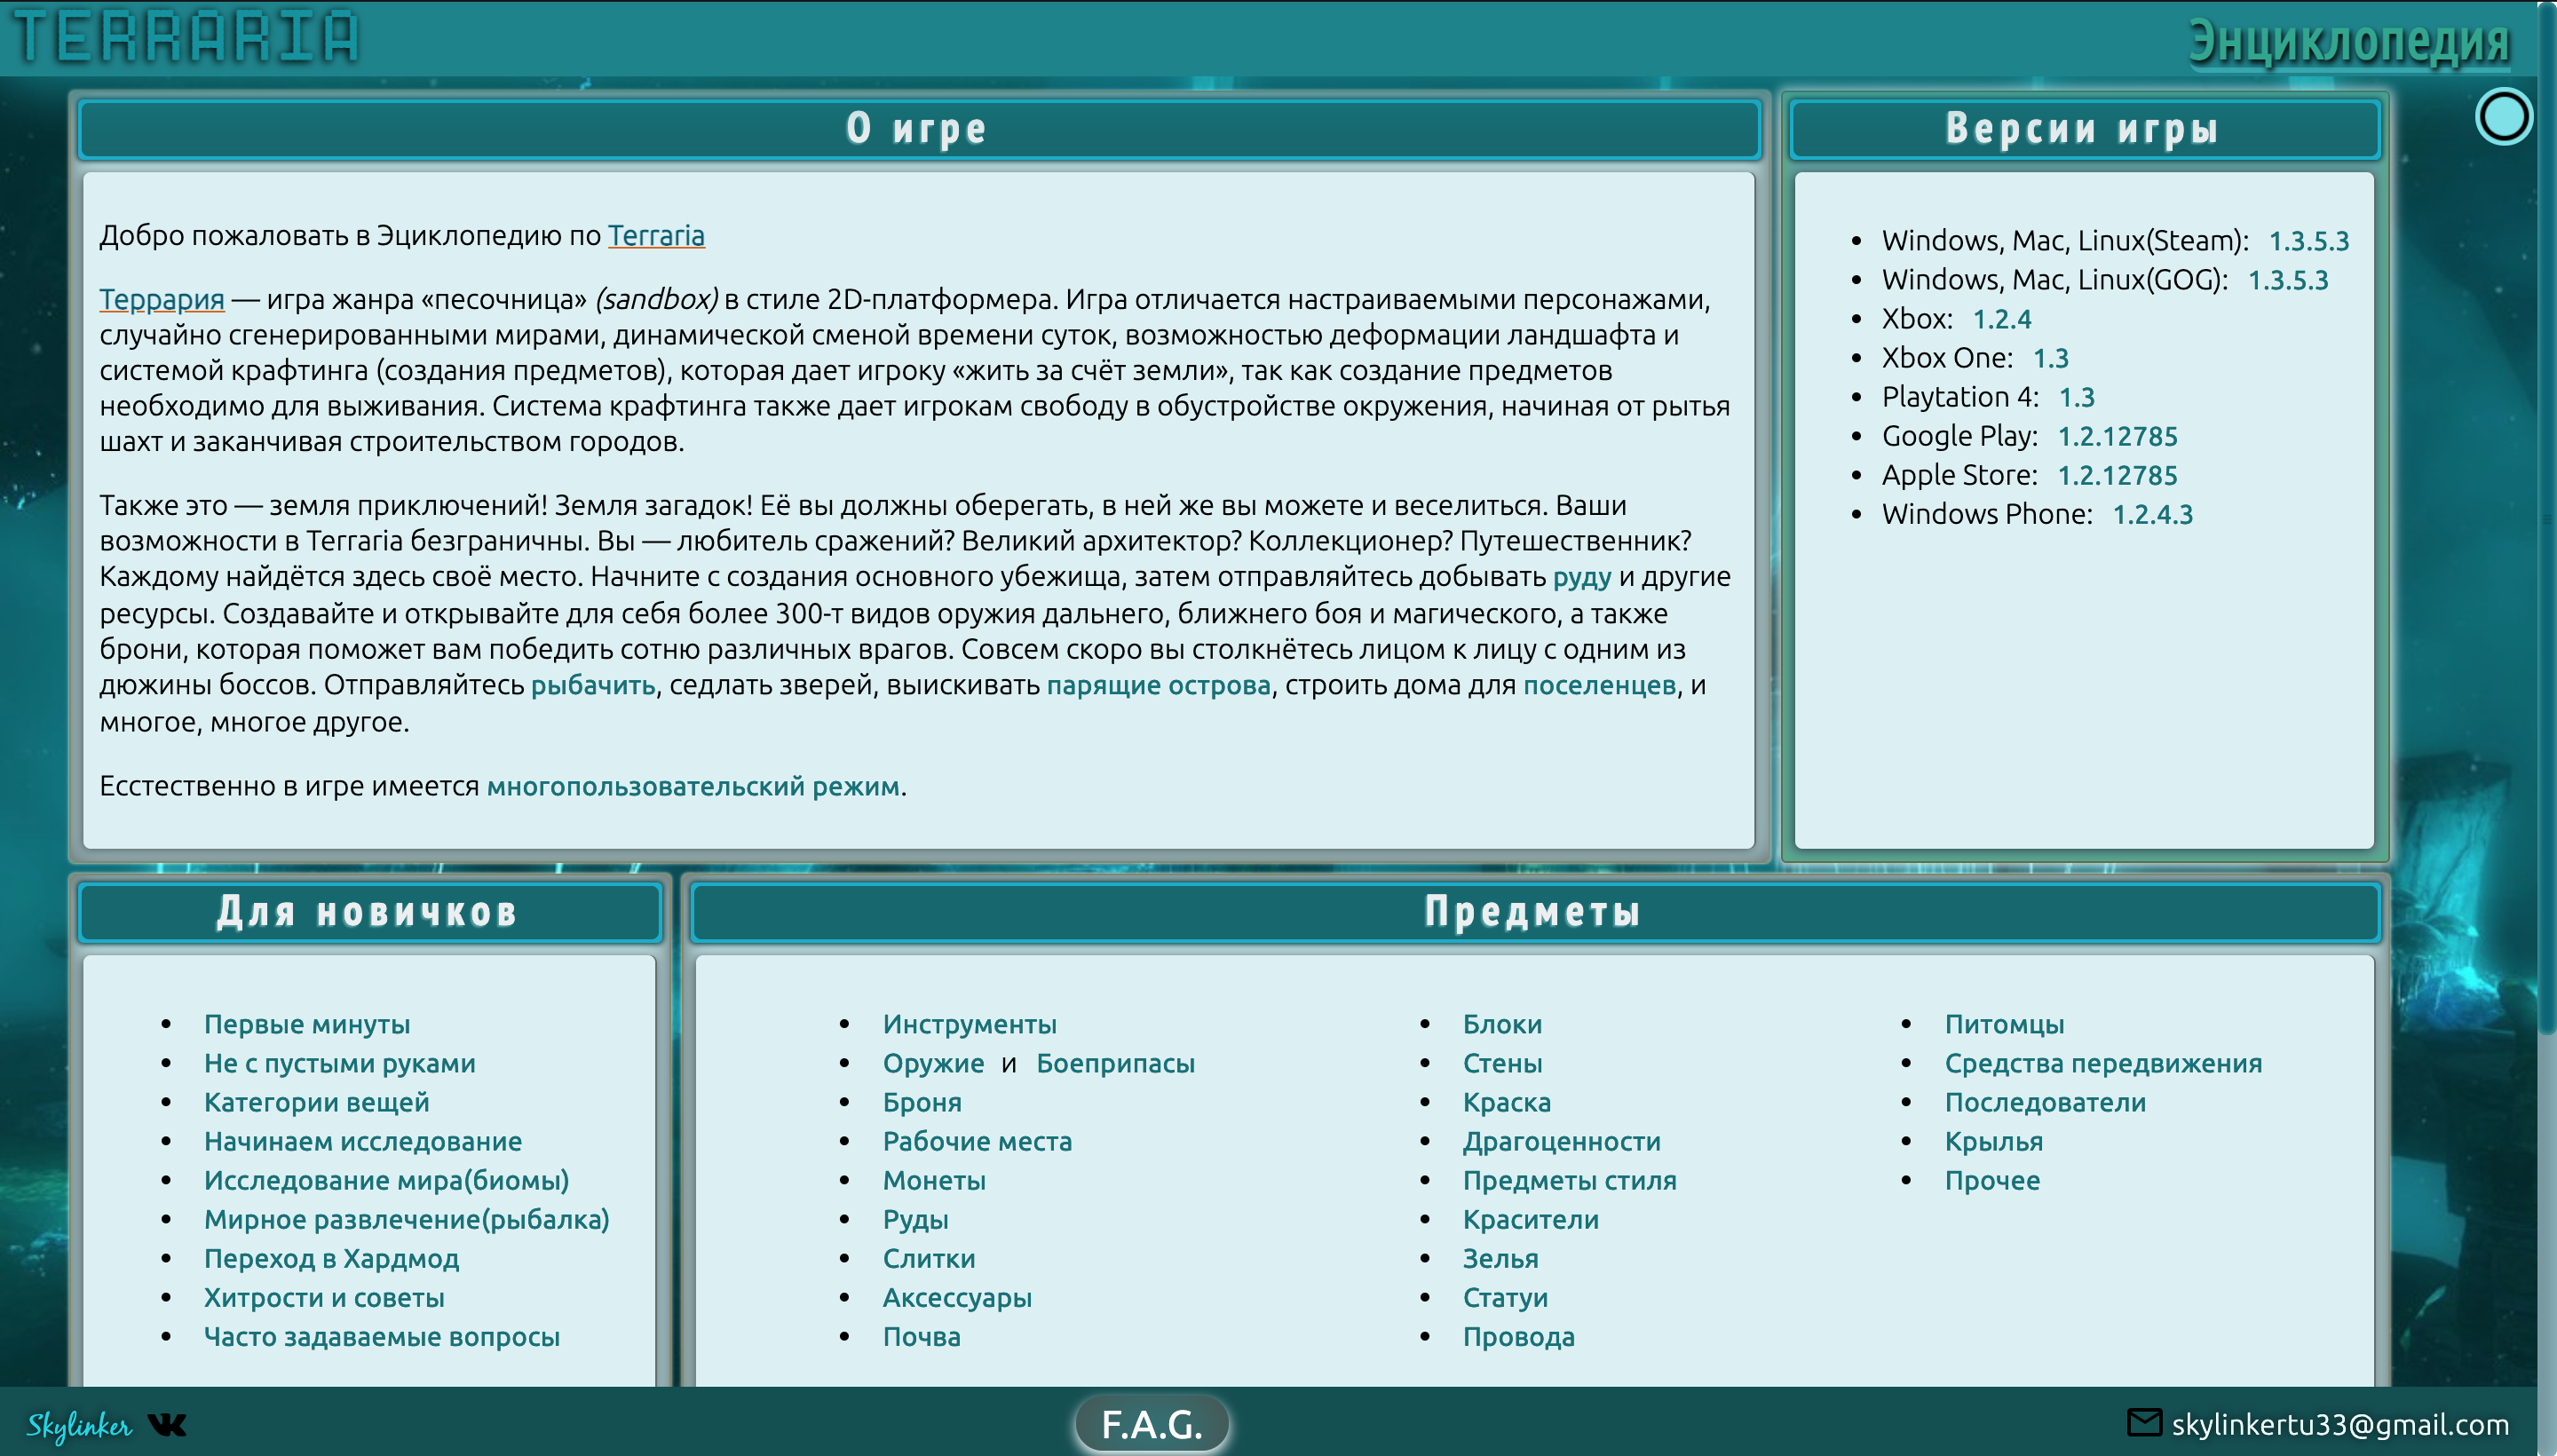 TERRARIA
Энциклопедия
О игре
Добро пожаловать в Эциклопедию по Terraria
Террария — игра жанра «песочница» (sandbox) в стиле 2D-платформера. Игра отличается настраиваемыми персонажами,
случайно сгенерированными мирами, динамической сменой времени суток, возможностью деформации ландшафта и
системой крафтинга (создания предметов), которая дает игроку «жить за счёт земли», так как создание предметов
необходимо для выживания. Система крафтинга также дает игрокам свободу в обустройстве окружения, начиная от рытья
шахт и заканчивая строительством городов.
Также это — земля приключений! Земля загадок! Её вы должны оберегать, в ней же вы можете и веселиться. Ваши
возможности в Terraria безграничны. Вы — любитель сражений? Великий архитектор? Коллекционер? Путешественник?
Каждому найдётся здесь своё место. Начните с создания основного убежища, затем отправляйтесь добывать руду и другие
ресурсы. Создавайте и открывайте для себя более 300-т видов оружия дальнего, ближнего боя и магического, а также
брони, которая поможет вам победить сотню различных врагов. Совсем скоро вы столкнётесь лицом к лицу с одним из
дюжины боссов. Отправляйтесь рыбачить, седлать зверей, выискивать парящие острова, строить дома для поселенцев, и
многое, многое другое.
Есстественно в игре имеется многопользовательский режим.
Версии игры
Windows, Mac, Linux(Steam): 1.3.5.3
Windows, Mac, Linux(GOG): 1.3.5.3
Xbox: 1.2.4
Xbox One: 1.3
Playtation 4: 1.3
Google Play: 1.2.12785
Apple Store: 1.2.12785
Windows Phone: 1.2.4.3
Для новичков
Первые минуты
Не с пустыми руками
Категории вещей
Начинаем исследование
Исследование мира(биомы)
Мирное развлечение(рыбалка)
Переход в Хардмод
Хитрости и советы
Часто задаваемые вопросы
Предметы
Инструменты
Оружие и Боеприпасы
Броня
Рабочие места
Монеты
Руды
Слитки
Аксессуары
Почва
Блоки
Стены
Краска
Драгоценности
Предметы стиля
Красители
Зелья
Статуи
Провода
Питомцы
Средства передвижения
Последователи
Крылья
Прочее
Skylinker
F.A.G.
skylinkertu33@gmail.com